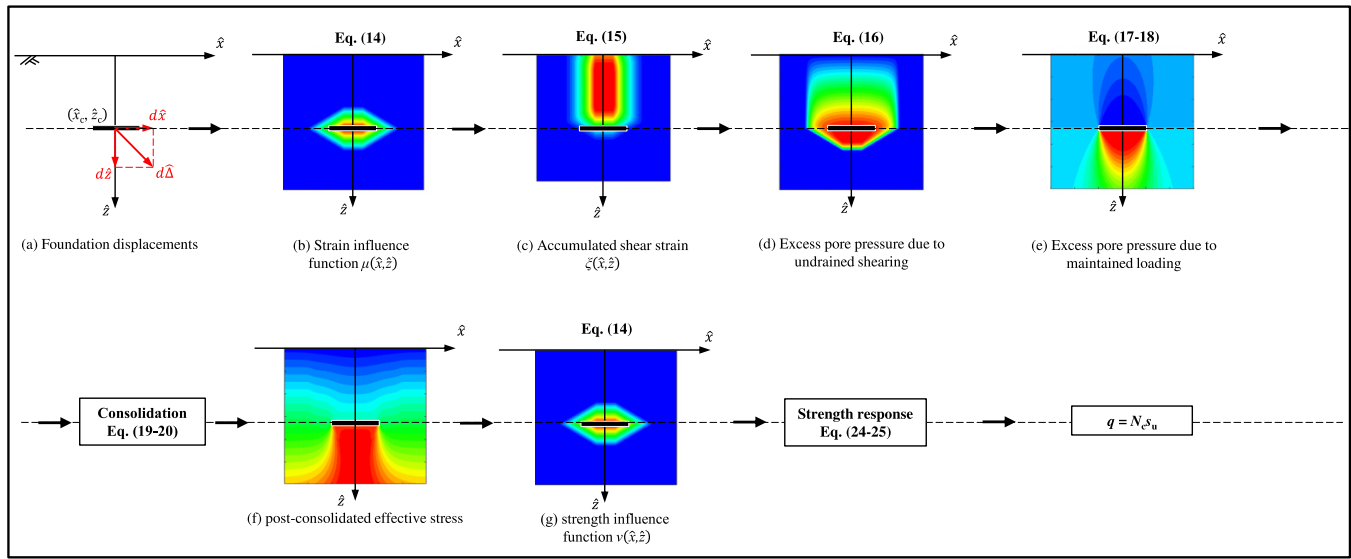 x̂
(x̂c, ẑc)
dx̂
dẑ
dΔ̂
ẑ
(a) Foundation displacements
Eq. (14)
x̂
ẑ
(b) Strain influence
function μ(x̂,ẑ)
Eq. (15)
x̂
ẑ
(c) Accumulated shear strain
ξ(x̂,ẑ)
Eq. (16)
x̂
ẑ
(d) Excess pore pressure due to
undrained shearing
Eq. (17-18)
x̂
ẑ
(e) Excess pore pressure due to
maintained loading
Consolidation
Eq. (19-20)
x̂
ẑ
(f) post-consolidated effective stress
Eq. (14)
x̂
ẑ
(g) strength influence
function v(x̂,ẑ)
Strength response
Eq. (24-25)
q = Ncsu